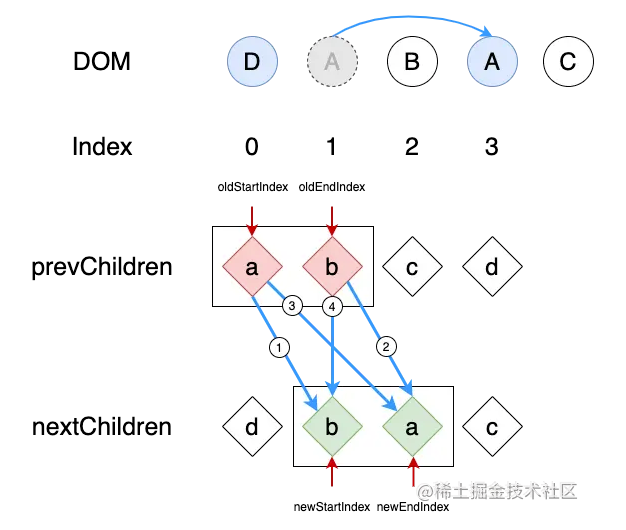 DOM D A B A C
Index 0 1 2 3
oldStartIndex oldEndIndex
prevChildren a b c d
3 4
1 2
nextChildren d b a c
@稀土掘金技术社区
newStartIndex newEndIndex